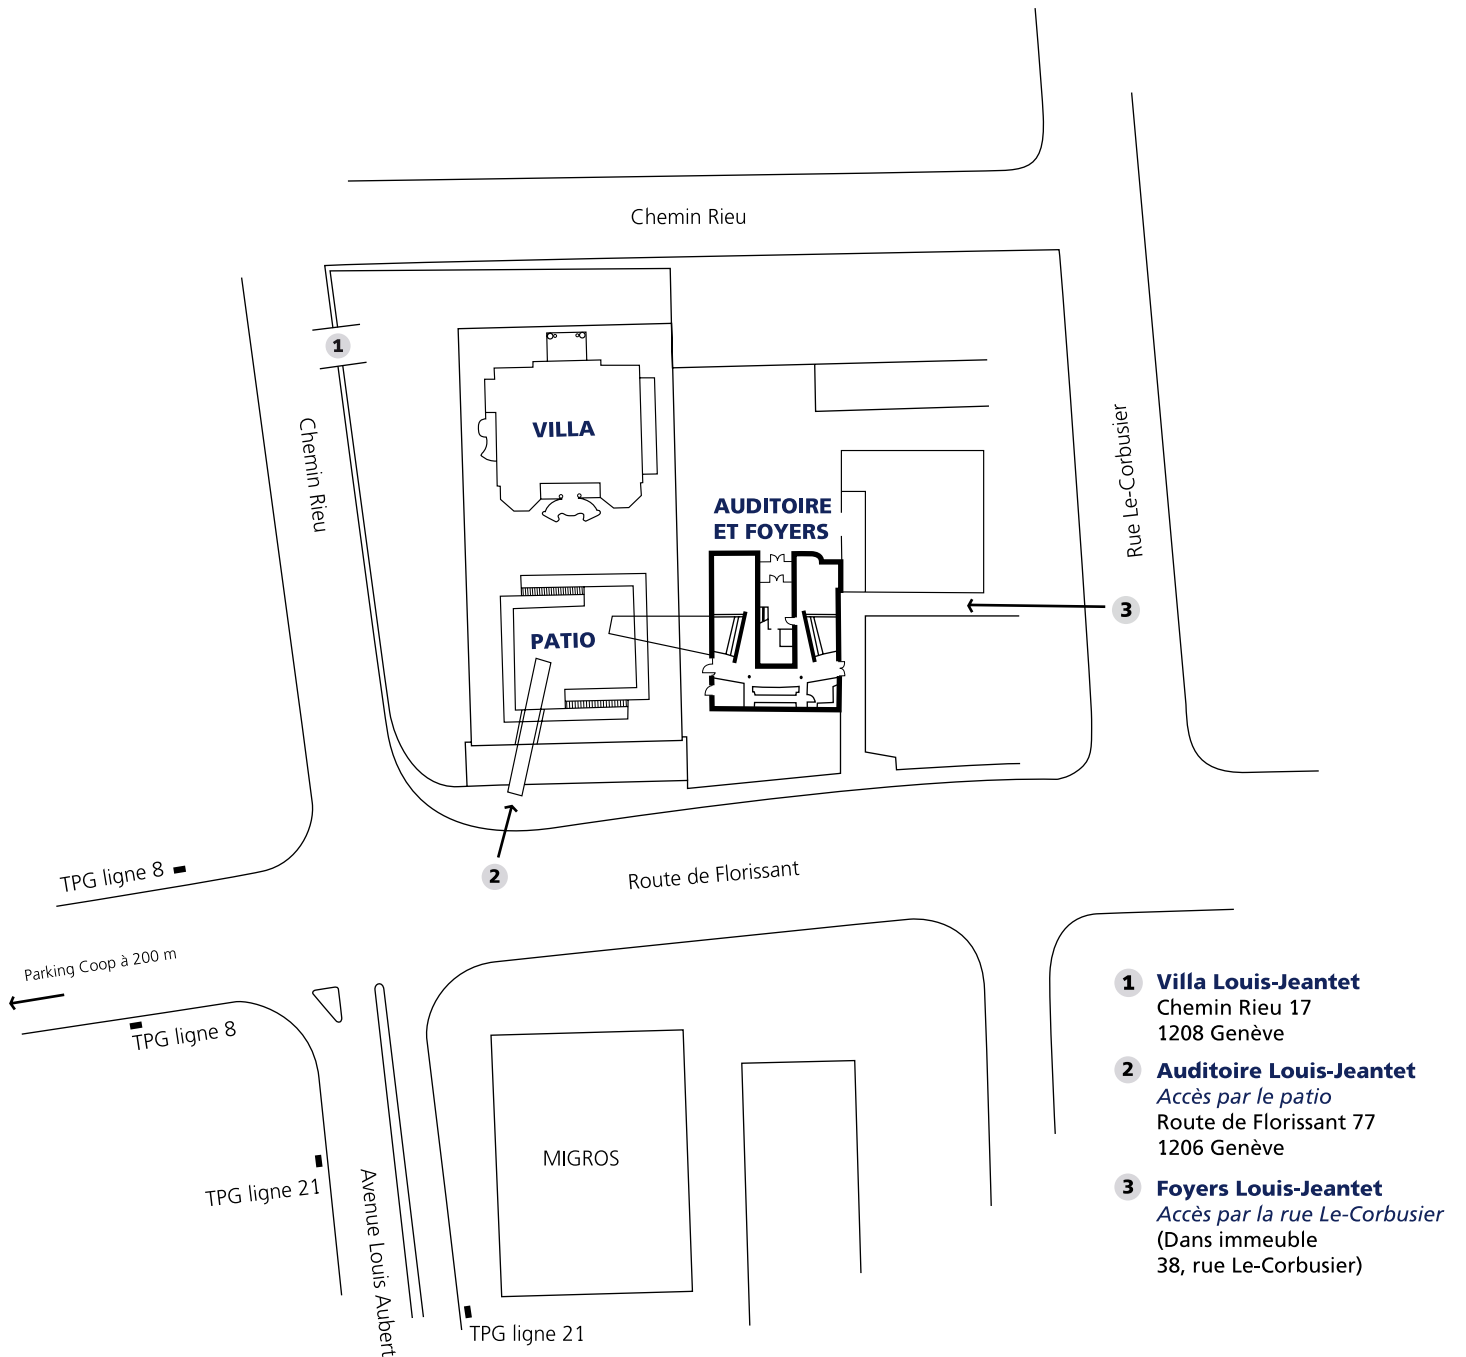 Chemin Rieu
1
Chemin Rieu
VILLA
Rue Le-Corbusier
AUDITOIRE
ET FOYERS
3
PATIO
2
Route de Florissant
TPG ligne 8
Parking Coop à 200 m
TPG ligne 8
TPG ligne 21
Avenue Louis Aubert
MIGROS
TPG ligne 21
1 Villa Louis-Jeantet
Chemin Rieu 17
1208 Genève
2 Auditoire Louis-Jeantet
Accès par le patio
Route de Florissant 77
1206 Genève
3 Foyers Louis-Jeantet
Accès par la rue Le-Corbusier
(Dans immeuble
38, rue Le-Corbusier)